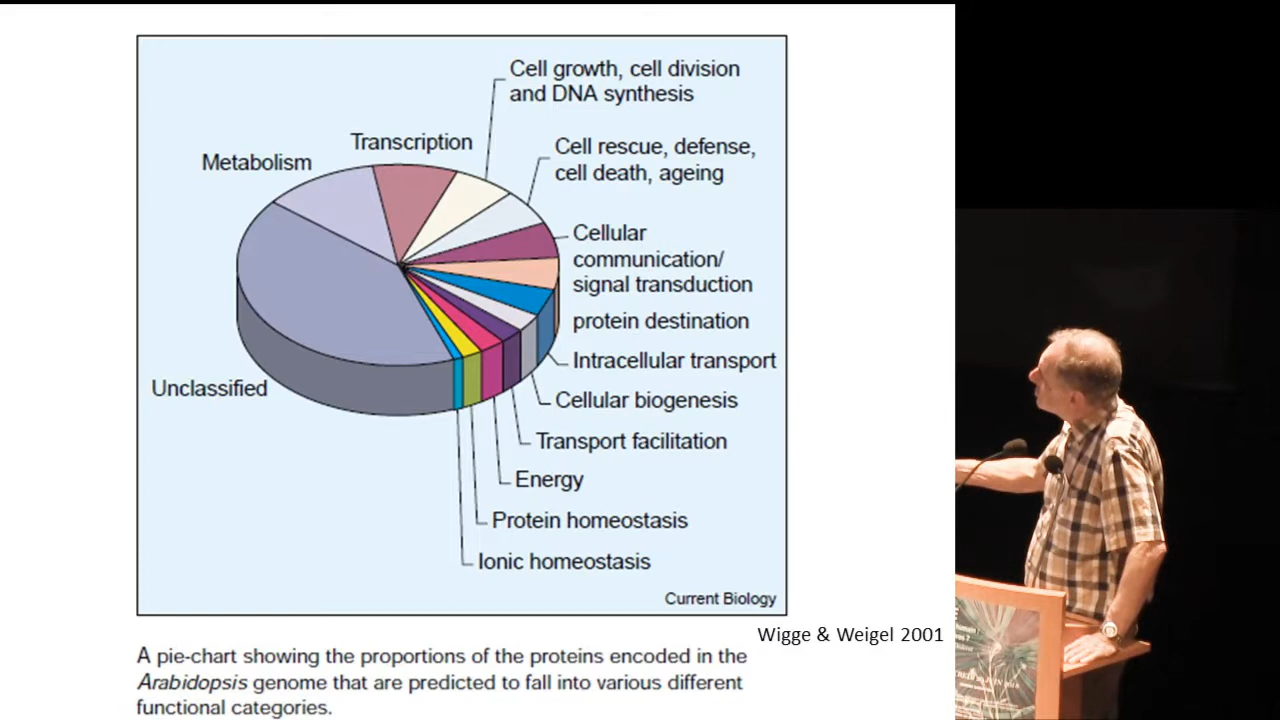 Cell growth, cell division
and DNA synthesis
Transcription
Metabolism
Cell rescue, defense,
cell death, ageing
Cellular
communication/
signal transduction
protein destination
Intracellular transport
Unclassified
Cellular biogenesis
Transport facilitation
Energy
Protein homeostasis
Ionic homeostasis
Current Biology
Wigge & Weigel 2001
A pie-chart showing the proportions of the proteins encoded in the
Arabidopsis genome that are predicted to fall into various different
functional categories.